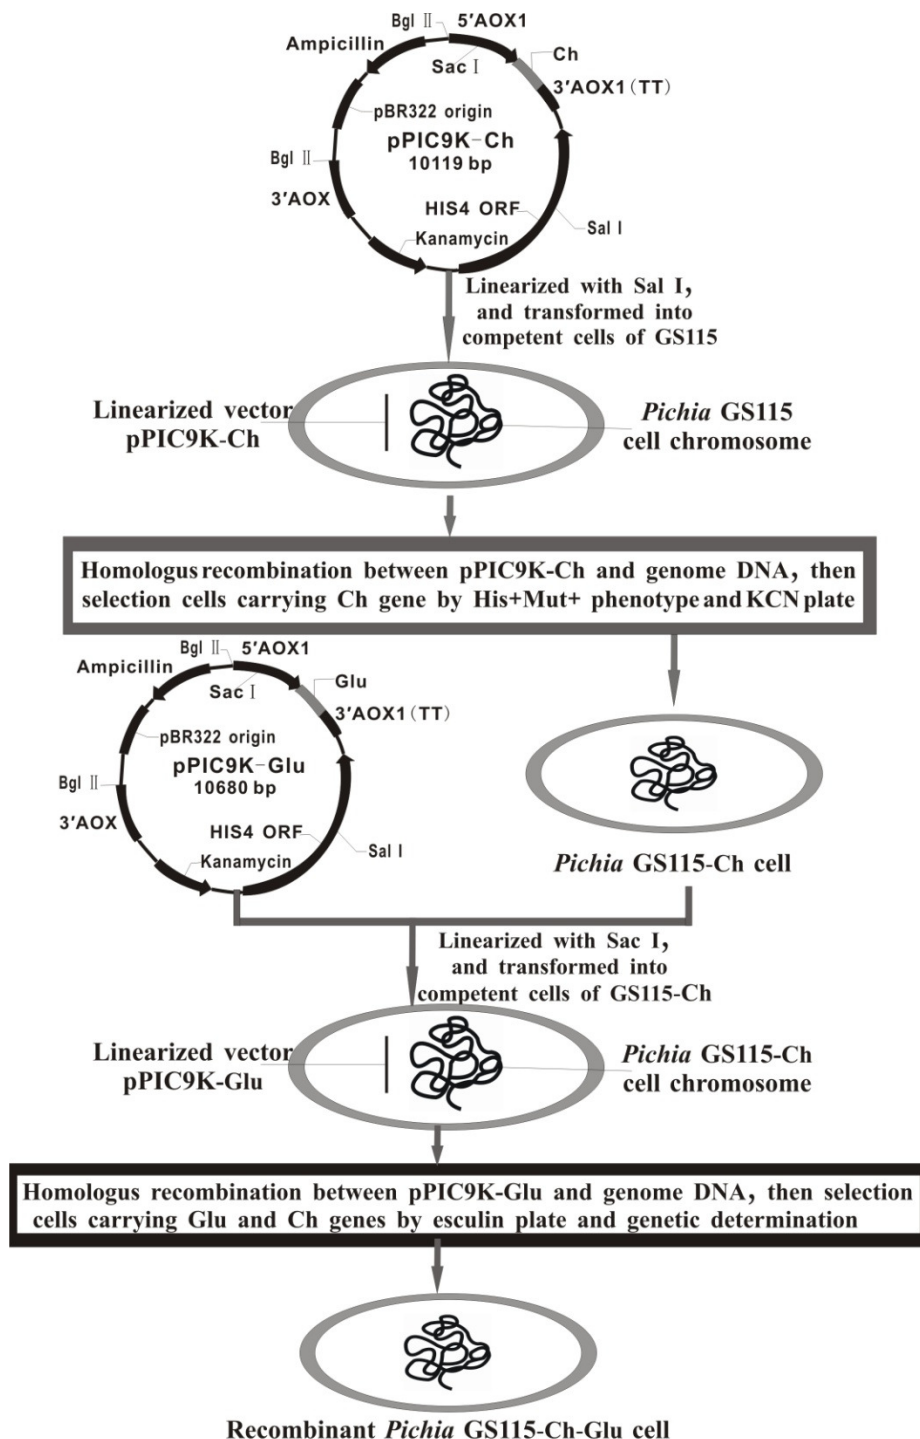 Bgl Ⅱ 5′AOX1
Ampicillin
Sac Ⅰ
Ch
3′AOX1(TT)
pBR322 origin
pPIC9K-Ch
10119 bp
Bgl Ⅱ
3′AOX
HIS4 ORF
Sal I
Kanamycin
Linearized with Sal I,
and transformed into
competent cells of GS115
Linearized vector
pPIC9K-Ch
Pichia GS115
cell chromosome
Homologus recombination between pPIC9K-Ch and genome DNA, then
selection cells carrying Ch gene by His+Mut+ phenotype and KCN plate
Bgl Ⅱ 5′AOX1
Ampicillin
Sac Ⅰ
Glu
3′AOX1(TT)
pBR322 origin
pPIC9K-Glu
10680 bp
Bgl Ⅱ
3′AOX
HIS4 ORF
Sal I
Kanamycin
Pichia GS115-Ch cell
Linearized with Sac I,
and transformed into
competent cells of GS115-Ch
Linearized vector
pPIC9K-Glu
Pichia GS115-Ch
cell chromosome
Homologus recombination between pPIC9K-Glu and genome DNA, then selection
cells carrying Glu and Ch genes by esculin plate and genetic determination
Recombinant Pichia GS115-Ch-Glu cell